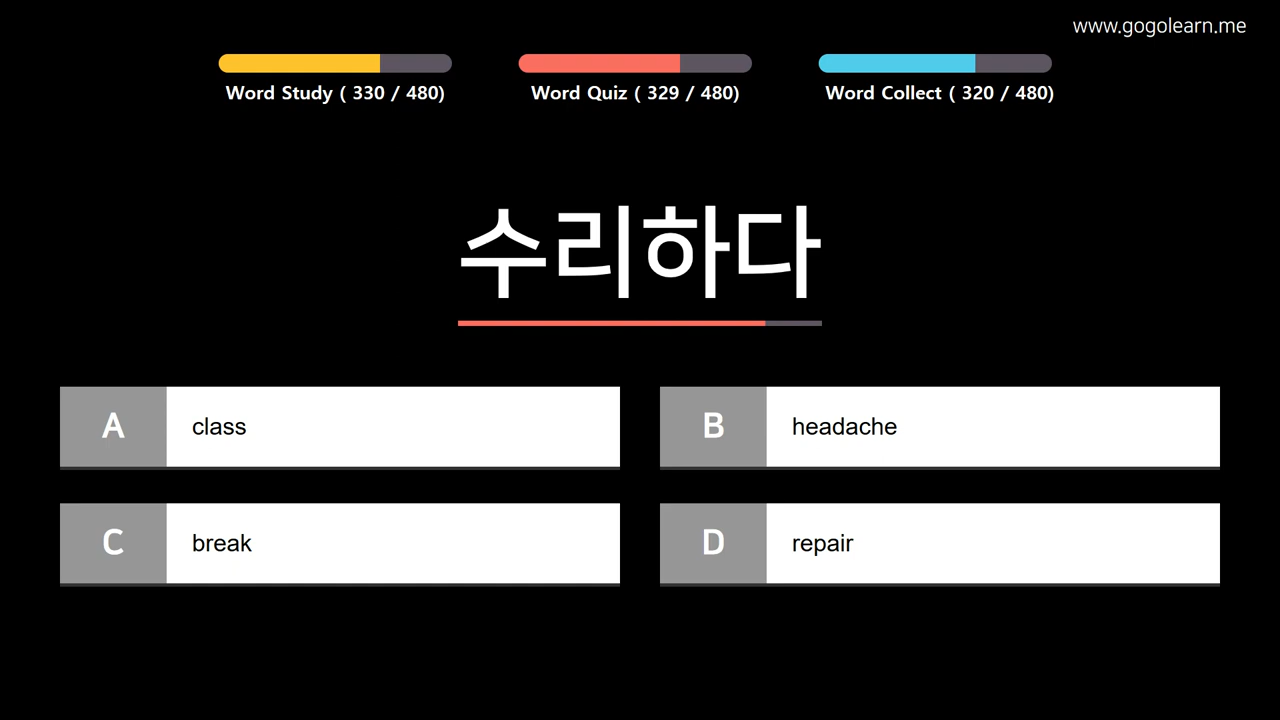 www.gogolearn.me
Word Study ( 330 / 480)
Word Quiz ( 329 / 480)
Word Collect ( 320 / 480)
수리하다
A class
B headache
C break
D repair